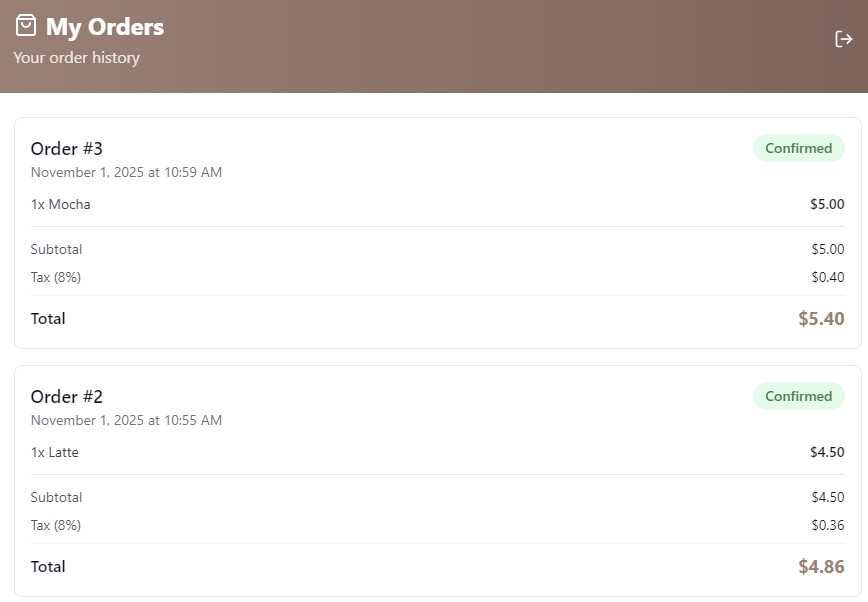 My Orders
Your order history
Order #3
Confirmed
November 1, 2025 at 10:59 AM
1x Mocha $5.00
Subtotal $5.00
Tax (8%) $0.40
Total $5.40
Order #2
Confirmed
November 1, 2025 at 10:55 AM
1x Latte $4.50
Subtotal $4.50
Tax (8%) $0.36
Total $4.86